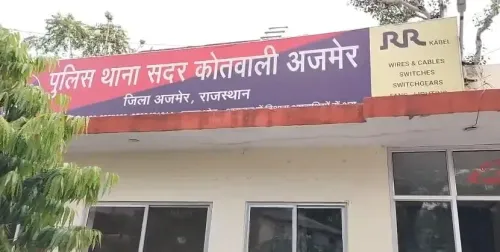 पुलिस थाना सदर कोतवाली अजमेर
जिला अजमेर, राजस्थान
RR
KABEL
WIRES & CABLES
SWITCHES
SWITCHGEARS